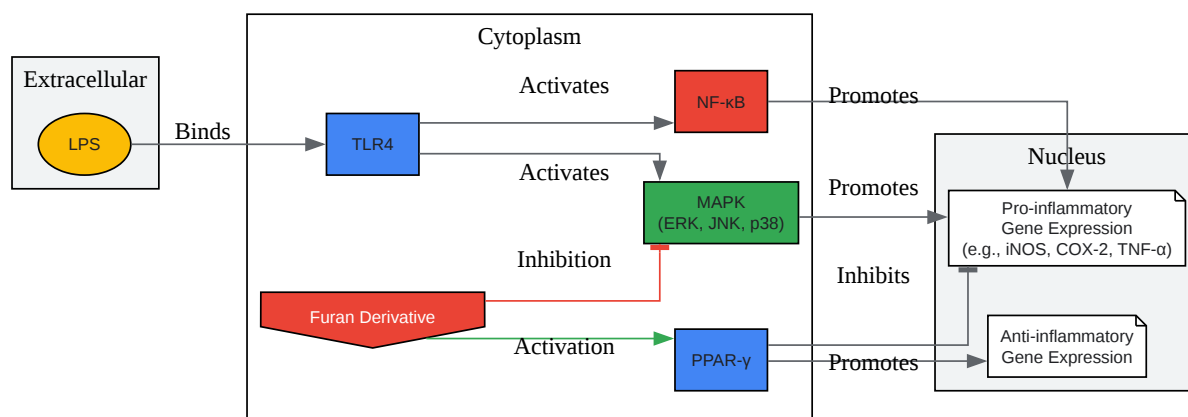 Cytoplasm
Extracellular
LPS
Binds
TLR4
Activates
NF-κB
Promotes
Nucleus
Activates
MAPK
(ERK, JNK, p38)
Promotes
Pro-inflammatory
Gene Expression
(e.g., iNOS, COX-2, TNF-α)
Inhibition
Inhibits
Furan Derivative
Activation
PPAR-γ
Promotes
Anti-inflammatory
Gene Expression